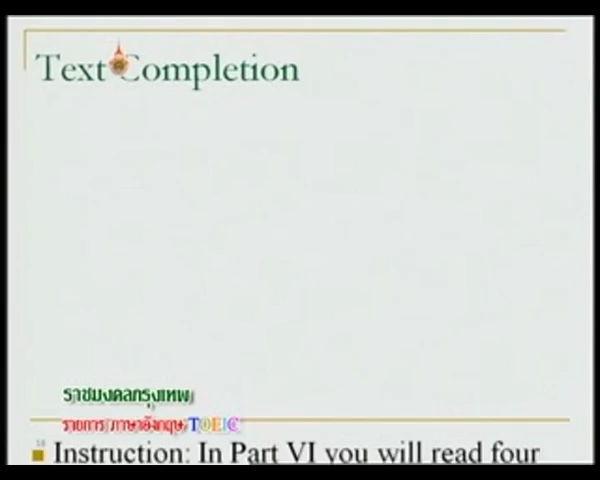 Text Completion
ราชมงคลกรุงเทพ
รายการ ภาษาอังกฤษ TOEIC
18
Instruction: In Part VI you will read four